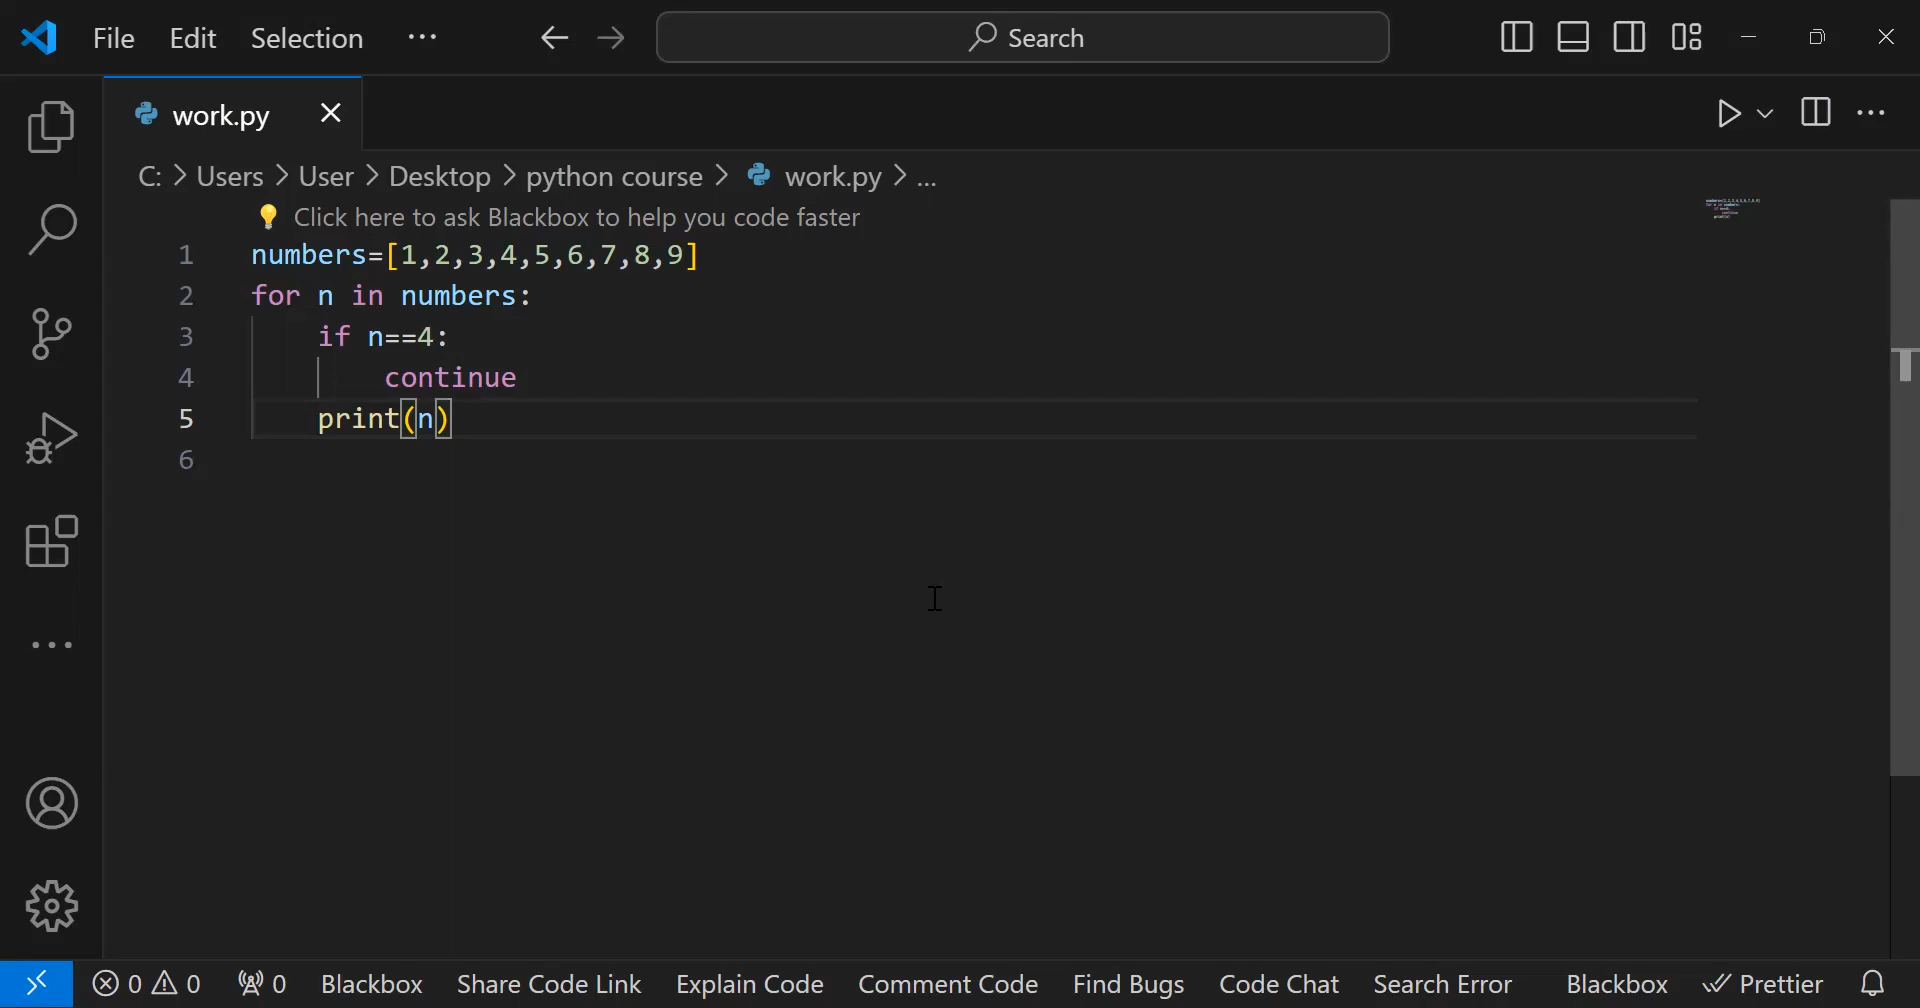 File Edit Selection ··· Search
work.py
C: > Users > User > Desktop > python course > work.py > ...
Click here to ask Blackbox to help you code faster
1 numbers=[1,2,3,4,5,6,7,8,9]
2 for n in numbers:
3 if n==4:
4 continue
5 print(n)
6
0 0 0 Blackbox Share Code Link Explain Code Comment Code Find Bugs Code Chat Search Error Blackbox Prettier